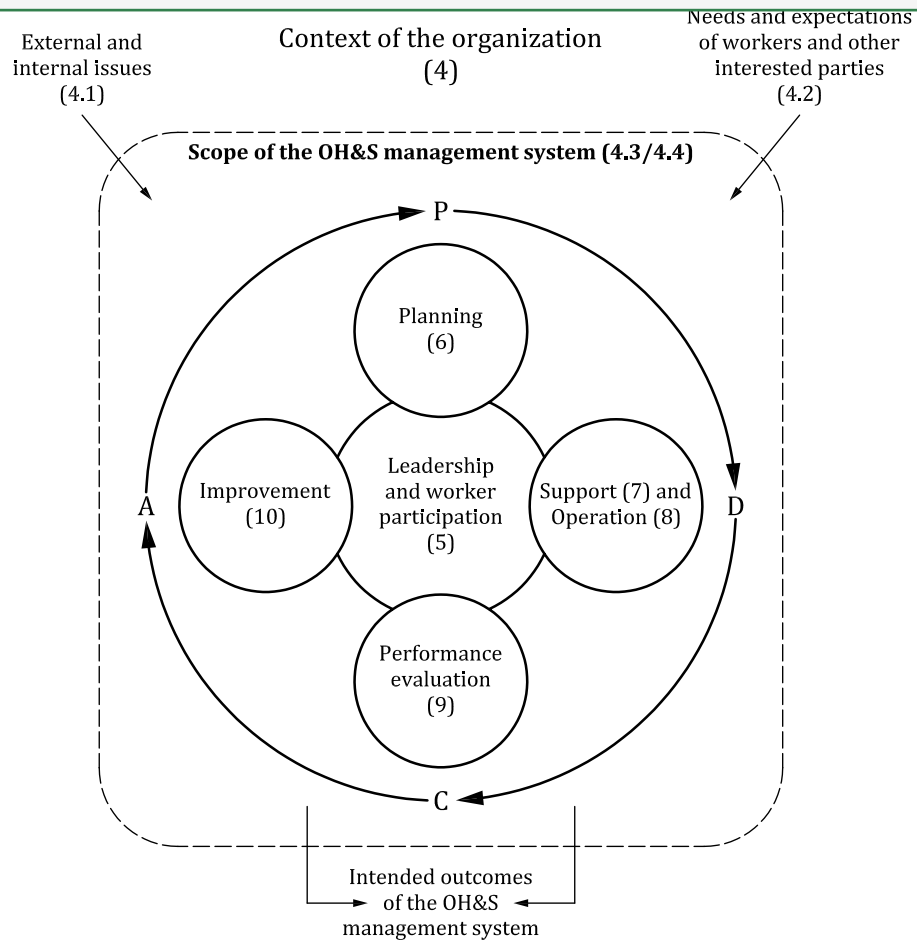 External and
internal issues
(4.1)
Context of the organization
(4)
Needs and expectations
of workers and other
interested parties
(4.2)
Scope of the OH&S management system (4.3/4.4)
P
Planning
(6)
A
Improvement
(10)
Leadership
and worker
participation
(5)
Support (7) and
Operation (8)
D
Performance
evaluation
(9)
C
Intended outcomes
of the OH&S
management system